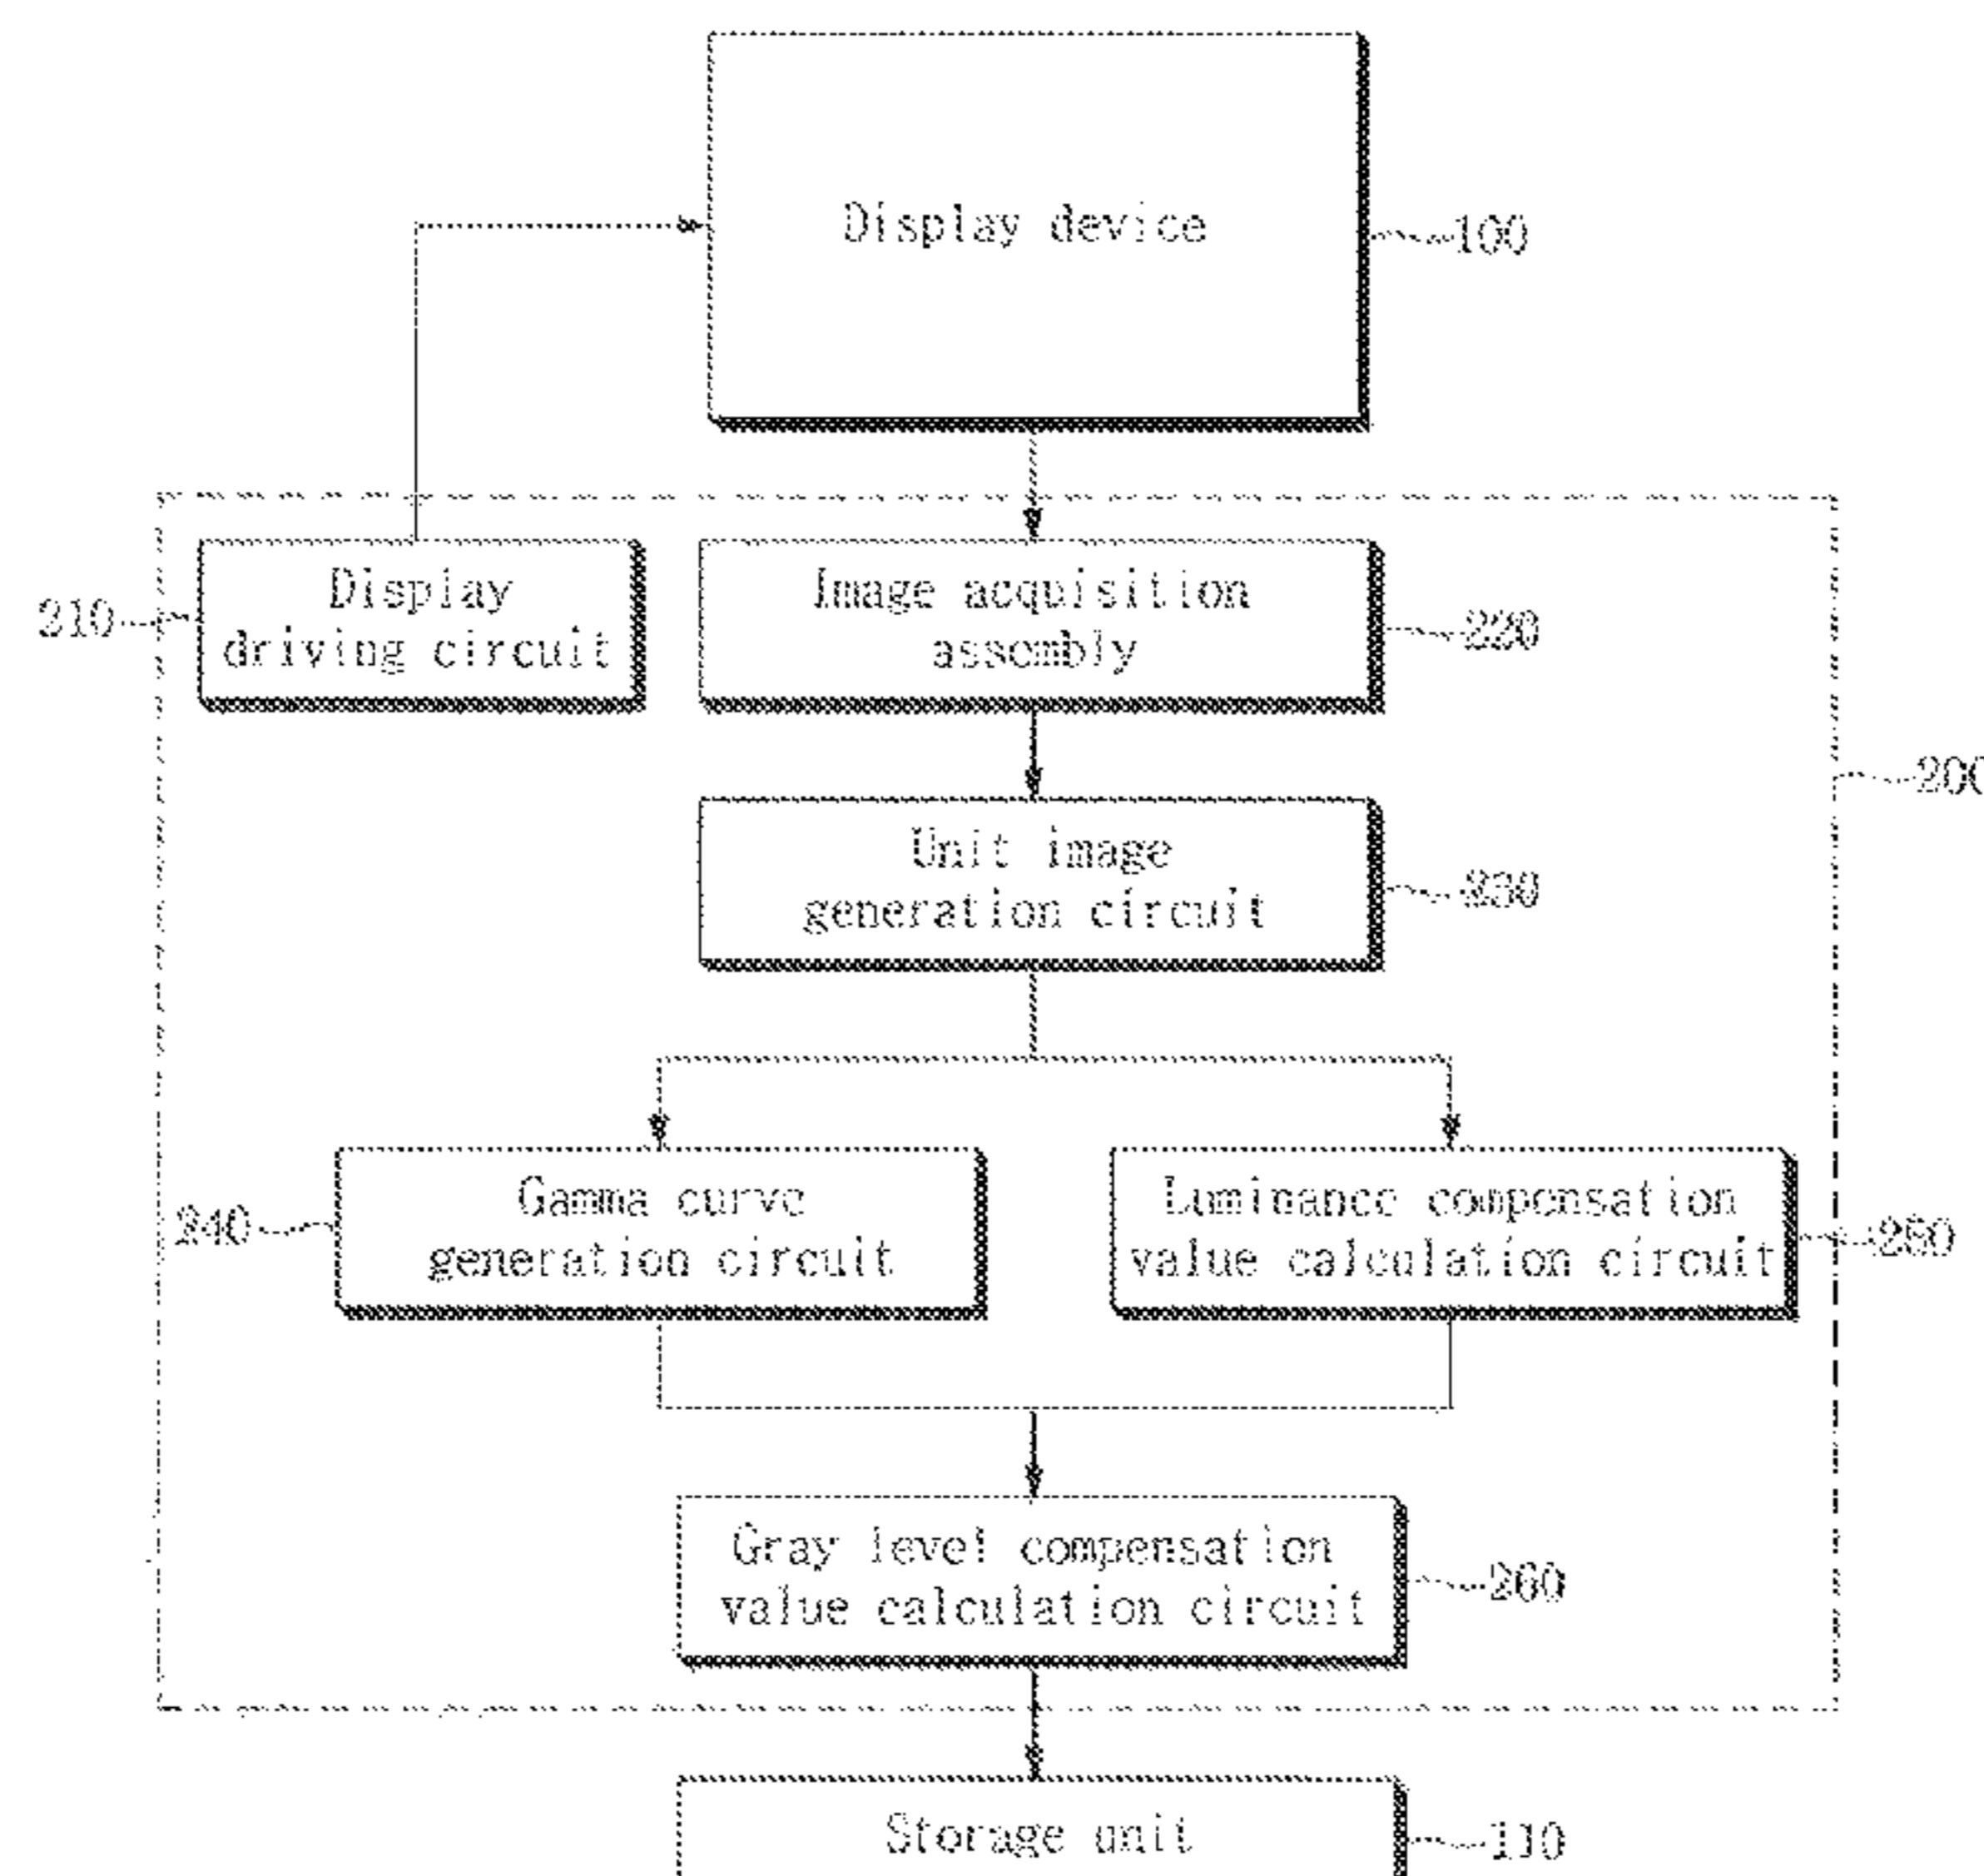 Display device
100
Display
driving circuit
210
Image acquisition
assembly
220
200
Unit image
generation circuit
230
Gamma curve
generation circuit
240
Luminance compensation
value calculation circuit
250
Gray level compensation
value calculation circuit
260
Storage unit
110